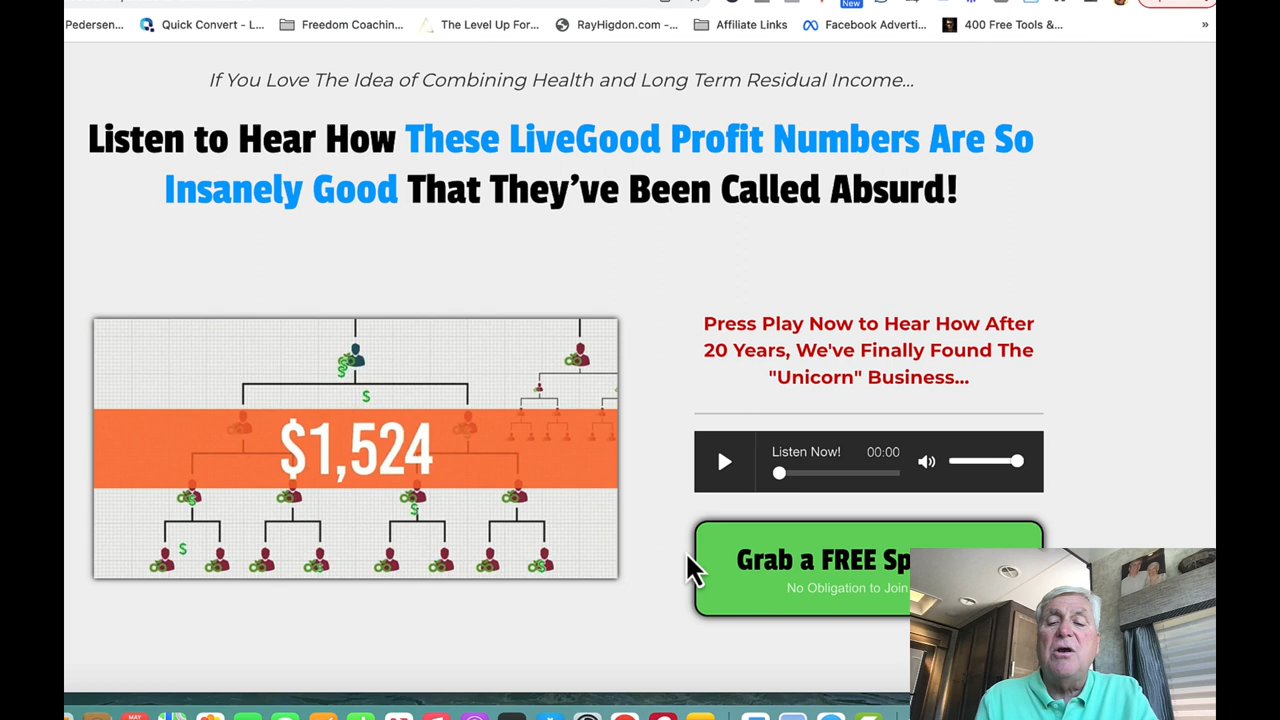 Pedersen...
Quick Convert - L...
Freedom Coachin...
The Level Up For...
RayHigdon.com -...
Affiliate Links
Facebook Adverti...
400 Free Tools &...
»
New
If You Love The Idea of Combining Health and Long Term Residual Income...
Listen to Hear How These LiveGood Profit Numbers Are So
Insanely Good That They've Been Called Absurd!
$1,524
Press Play Now to Hear How After
20 Years, We've Finally Found The
"Unicorn" Business...
Listen Now! 00:00
Grab a FREE Sp
No Obligation to Join
MAY